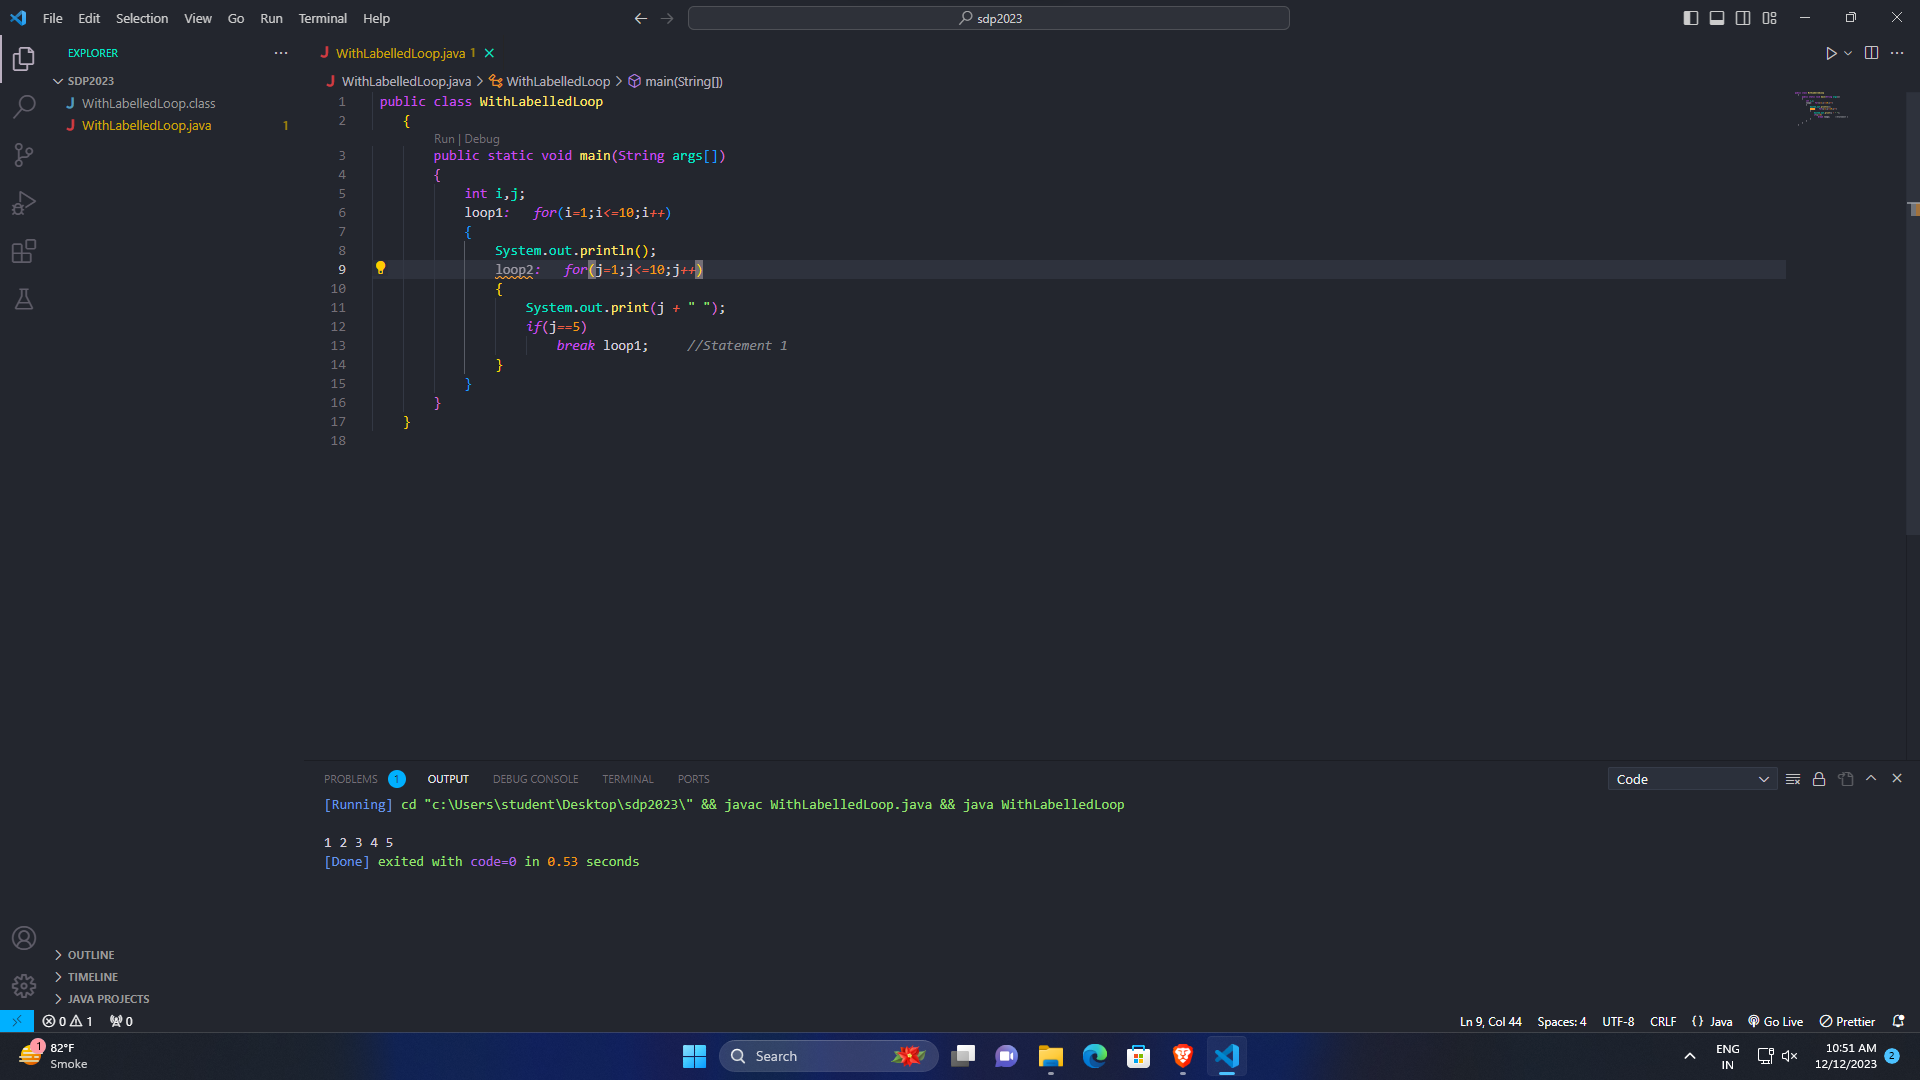 File Edit Selection View Go Run Terminal Help
sdp2023
EXPLORER
SDP2023
WithLabelledLoop.class
WithLabelledLoop.java 1
OUTLINE
TIMELINE
JAVA PROJECTS
WithLabelledLoop.java 1
WithLabelledLoop.java > WithLabelledLoop > main(String[])
1 public class WithLabelledLoop
2 {
Run | Debug
3 public static void main(String args[])
4 {
5 int i,j;
6 loop1: for(i=1;i<=10;i++)
7 {
8 System.out.println();
9 loop2: for(j=1;j<=10;j++)
10 {
11 System.out.print(j + " ");
12 if(j==5)
13 break loop1; //Statement 1
14 }
15 }
16 }
17 }
18
PROBLEMS 1 OUTPUT DEBUG CONSOLE TERMINAL PORTS
Code
[Running] cd "c:\Users\student\Desktop\sdp2023\" && javac WithLabelledLoop.java && java WithLabelledLoop
1 2 3 4 5
[Done] exited with code=0 in 0.53 seconds
0 1 0
Ln 9, Col 44 Spaces: 4 UTF-8 CRLF {} Java Go Live Prettier
1
82°F
Smoke
Search
ENG
IN
10:51 AM
12/12/2023
2